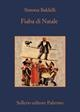 Simona Baldelli
Fiaba di Natale
Sellerio editore Palermo